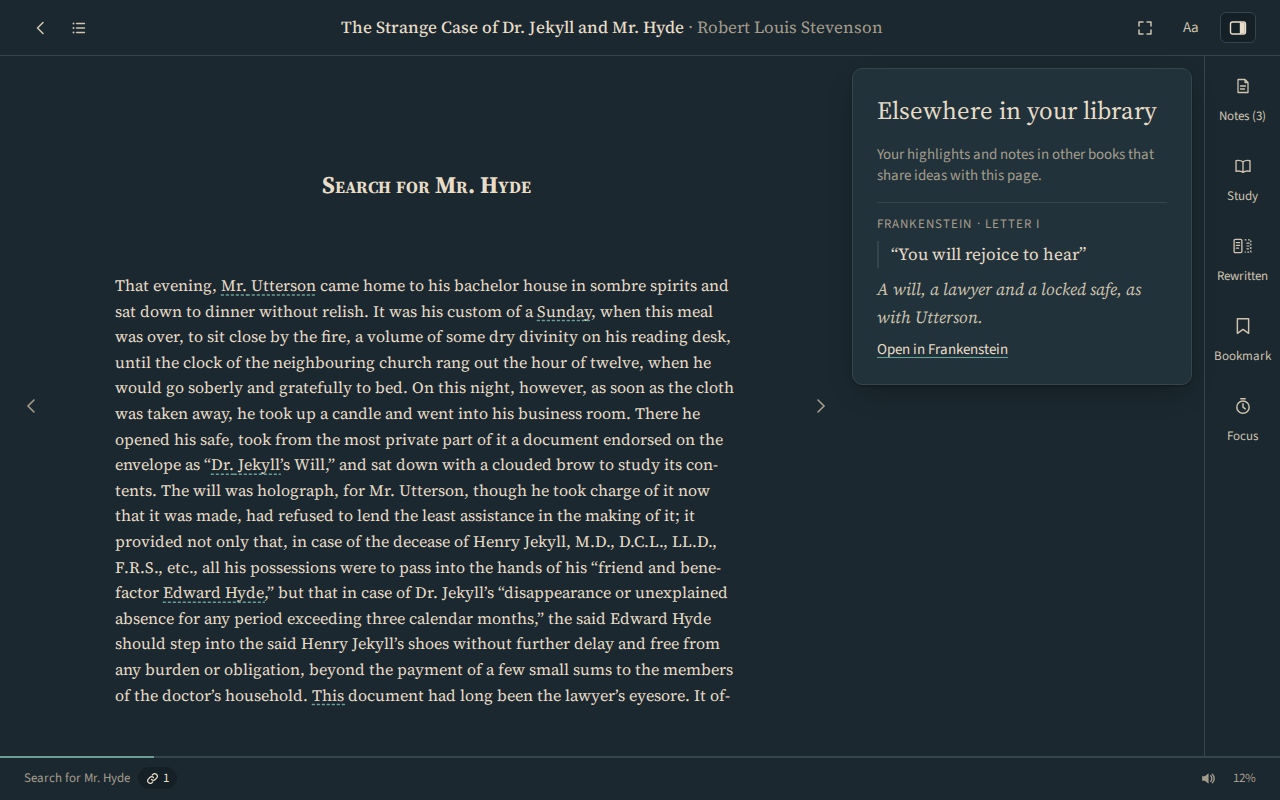 The Strange Case of Dr. Jekyll and Mr. Hyde · Robert Louis Stevenson
Aa
Search for Mr. Hyde
That evening, Mr. Utterson came home to his bachelor house in sombre spirits and
sat down to dinner without relish. It was his custom of a Sunday, when this meal
was over, to sit close by the fire, a volume of some dry divinity on his reading desk,
until the clock of the neighbouring church rang out the hour of twelve, when he
would go soberly and gratefully to bed. On this night, however, as soon as the cloth
was taken away, he took up a candle and went into his business room. There he
opened his safe, took from the most private part of it a document endorsed on the
envelope as “Dr. Jekyll’s Will,” and sat down with a clouded brow to study its con-
tents. The will was holograph, for Mr. Utterson, though he took charge of it now
that it was made, had refused to lend the least assistance in the making of it; it
provided not only that, in case of the decease of Henry Jekyll, M.D., D.C.L., LL.D.,
F.R.S., etc., all his possessions were to pass into the hands of his “friend and bene-
factor Edward Hyde,” but that in case of Dr. Jekyll’s “disappearance or unexplained
absence for any period exceeding three calendar months,” the said Edward Hyde
should step into the said Henry Jekyll’s shoes without further delay and free from
any burden or obligation, beyond the payment of a few small sums to the members
of the doctor’s household. This document had long been the lawyer’s eyesore. It of-
Elsewhere in your library
Your highlights and notes in other books that
share ideas with this page.
FRANKENSTEIN · LETTER I
“You will rejoice to hear”
A will, a lawyer and a locked safe, as
with Utterson.
Open in Frankenstein
Notes (3)
Study
Rewritten
Bookmark
Focus
Search for Mr. Hyde
1
12%